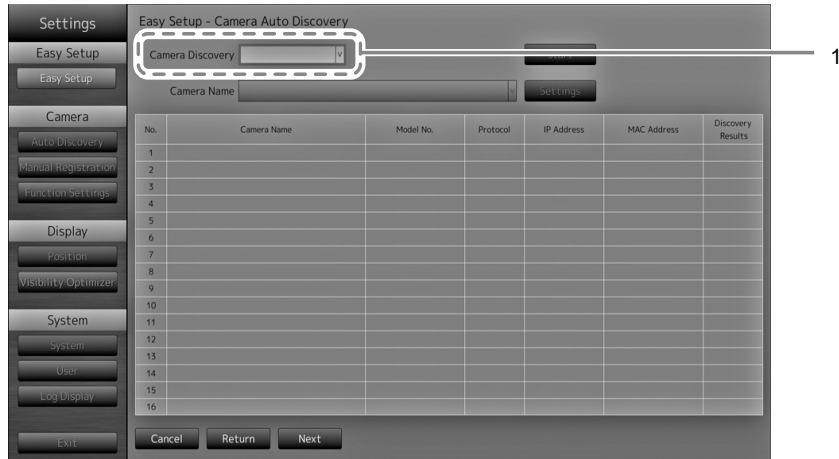 Settings
Easy Setup
Easy Setup
Camera
Auto Discovery
Manual Registration
Function Settings
Display
Position
Visibility Optimizer
System
System
User
Log Display
Exit
Easy Setup - Camera Auto Discovery
Camera Discovery
1
Camera Name
Settings
No. Camera Name Model No. Protocol IP Address MAC Address Discovery Results
1
2
3
4
5
6
7
8
9
10
11
12
13
14
15
16
Cancel Return Next